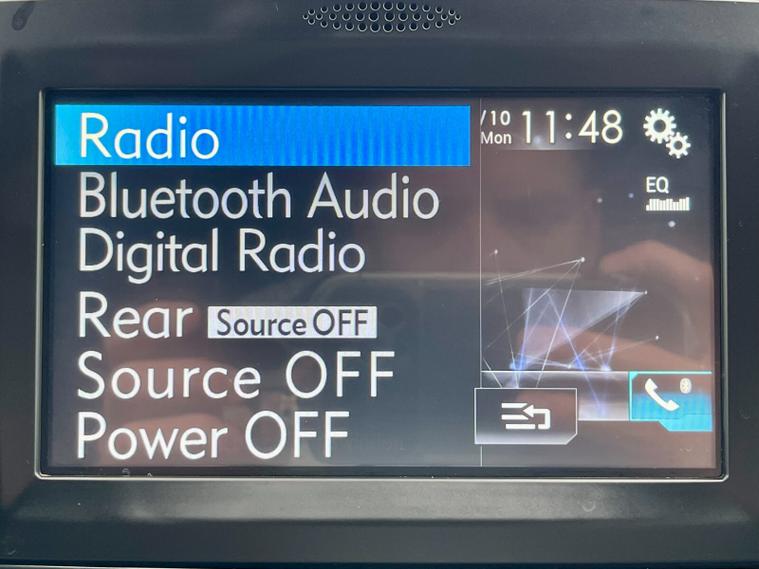 Radio
Bluetooth Audio
Digital Radio
Rear Source OFF
Source OFF
Power OFF
/10
Mon
11:48
EQ